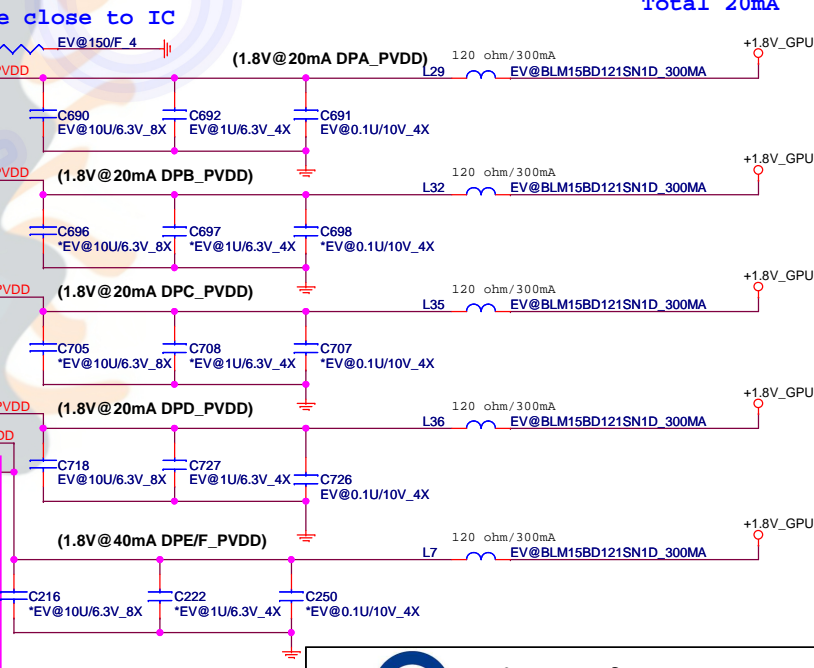 e close to IC
Total 20mA
EV@150/F_4
+1.8V_GPU
(1.8V@20mA DPA_PVDD)
120 ohm/300mA
PVDD
L29
EV@BLM15BD121SN1D_300MA
C690
EV@10U/6.3V_8X
C692
EV@1U/6.3V_4X
C691
EV@0.1U/10V_4X
+1.8V_GPU
PVDD
(1.8V@20mA DPB_PVDD)
120 ohm/300mA
L32
EV@BLM15BD121SN1D_300MA
C696
*EV@10U/6.3V_8X
C697
*EV@1U/6.3V_4X
C698
*EV@0.1U/10V_4X
+1.8V_GPU
PVDD
(1.8V@20mA DPC_PVDD)
120 ohm/300mA
L35
EV@BLM15BD121SN1D_300MA
C705
*EV@10U/6.3V_8X
C708
*EV@1U/6.3V_4X
C707
*EV@0.1U/10V_4X
+1.8V_GPU
PVDD
(1.8V@20mA DPD_PVDD)
120 ohm/300mA
L36
EV@BLM15BD121SN1D_300MA
DD
C718
EV@10U/6.3V_8X
C727
EV@1U/6.3V_4X
C726
EV@0.1U/10V_4X
+1.8V_GPU
(1.8V@40mA DPE/F_PVDD)
120 ohm/300mA
L7
EV@BLM15BD121SN1D_300MA
C216
*EV@10U/6.3V_8X
C222
*EV@1U/6.3V_4X
C250
*EV@0.1U/10V_4X